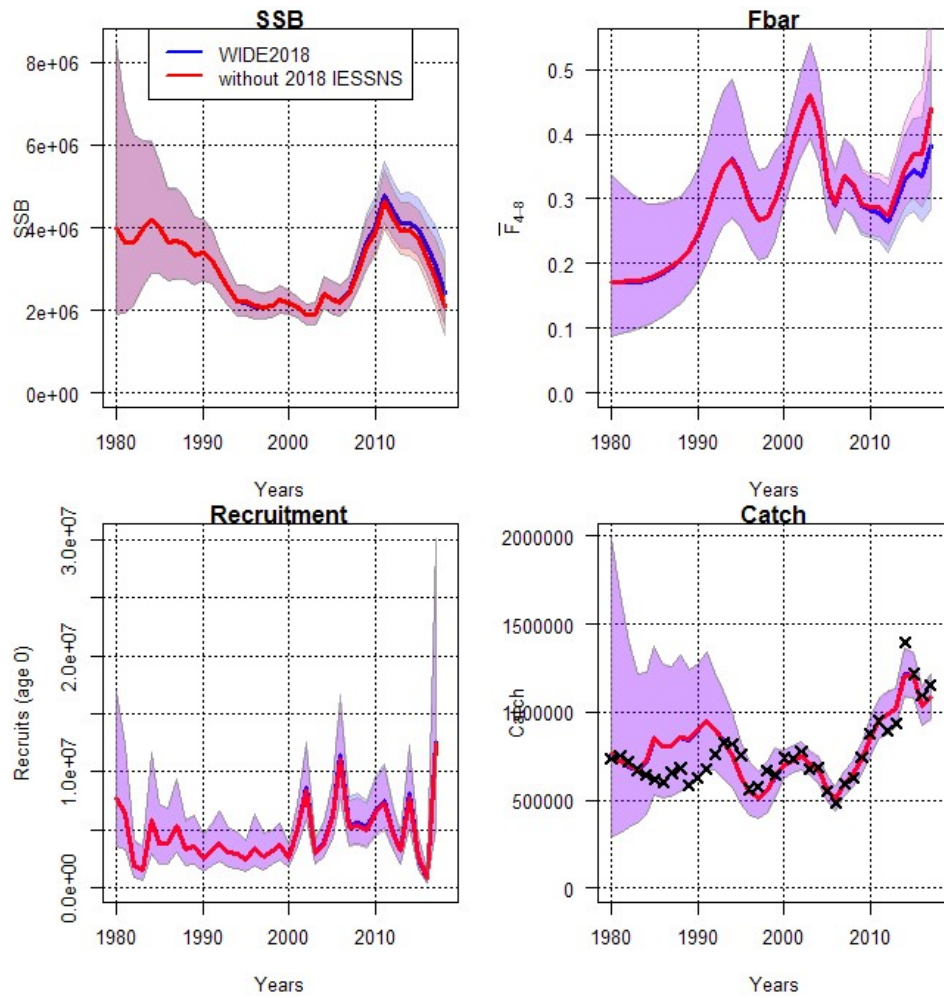 SSB
WIDE2018
without 2018 IESSNS
8e+06
6e+06
4e+06
2e+06
0e+00
SSB
1980 1990 2000 2010
Years
Fbar
0.5
0.4
0.3
0.2
0.1
0.0
F4-8
1980 1990 2000 2010
Years
Recruitment
3.0e+07
2.0e+07
1.0e+07
0.0e+00
Recruits (age 0)
1980 1990 2000 2010
Years
Catch
2000000
1500000
1000000
500000
0
Catch
1980 1990 2000 2010
Years